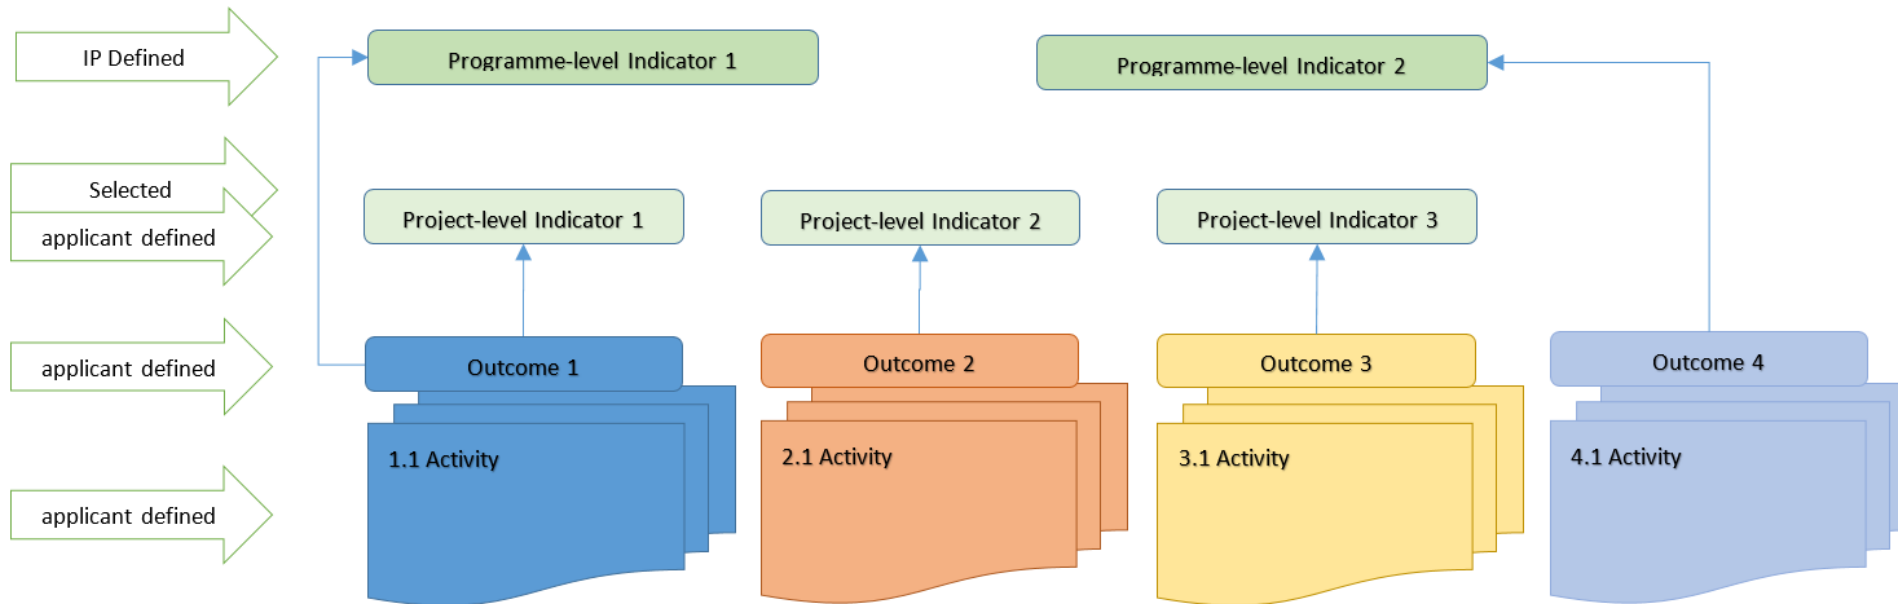 IP Defined
Programme-level Indicator 1
Programme-level Indicator 2
Selected
applicant defined
Project-level Indicator 1
Project-level Indicator 2
Project-level Indicator 3
applicant defined
Outcome 1
Outcome 2
Outcome 3
Outcome 4
applicant defined
1.1 Activity
2.1 Activity
3.1 Activity
4.1 Activity